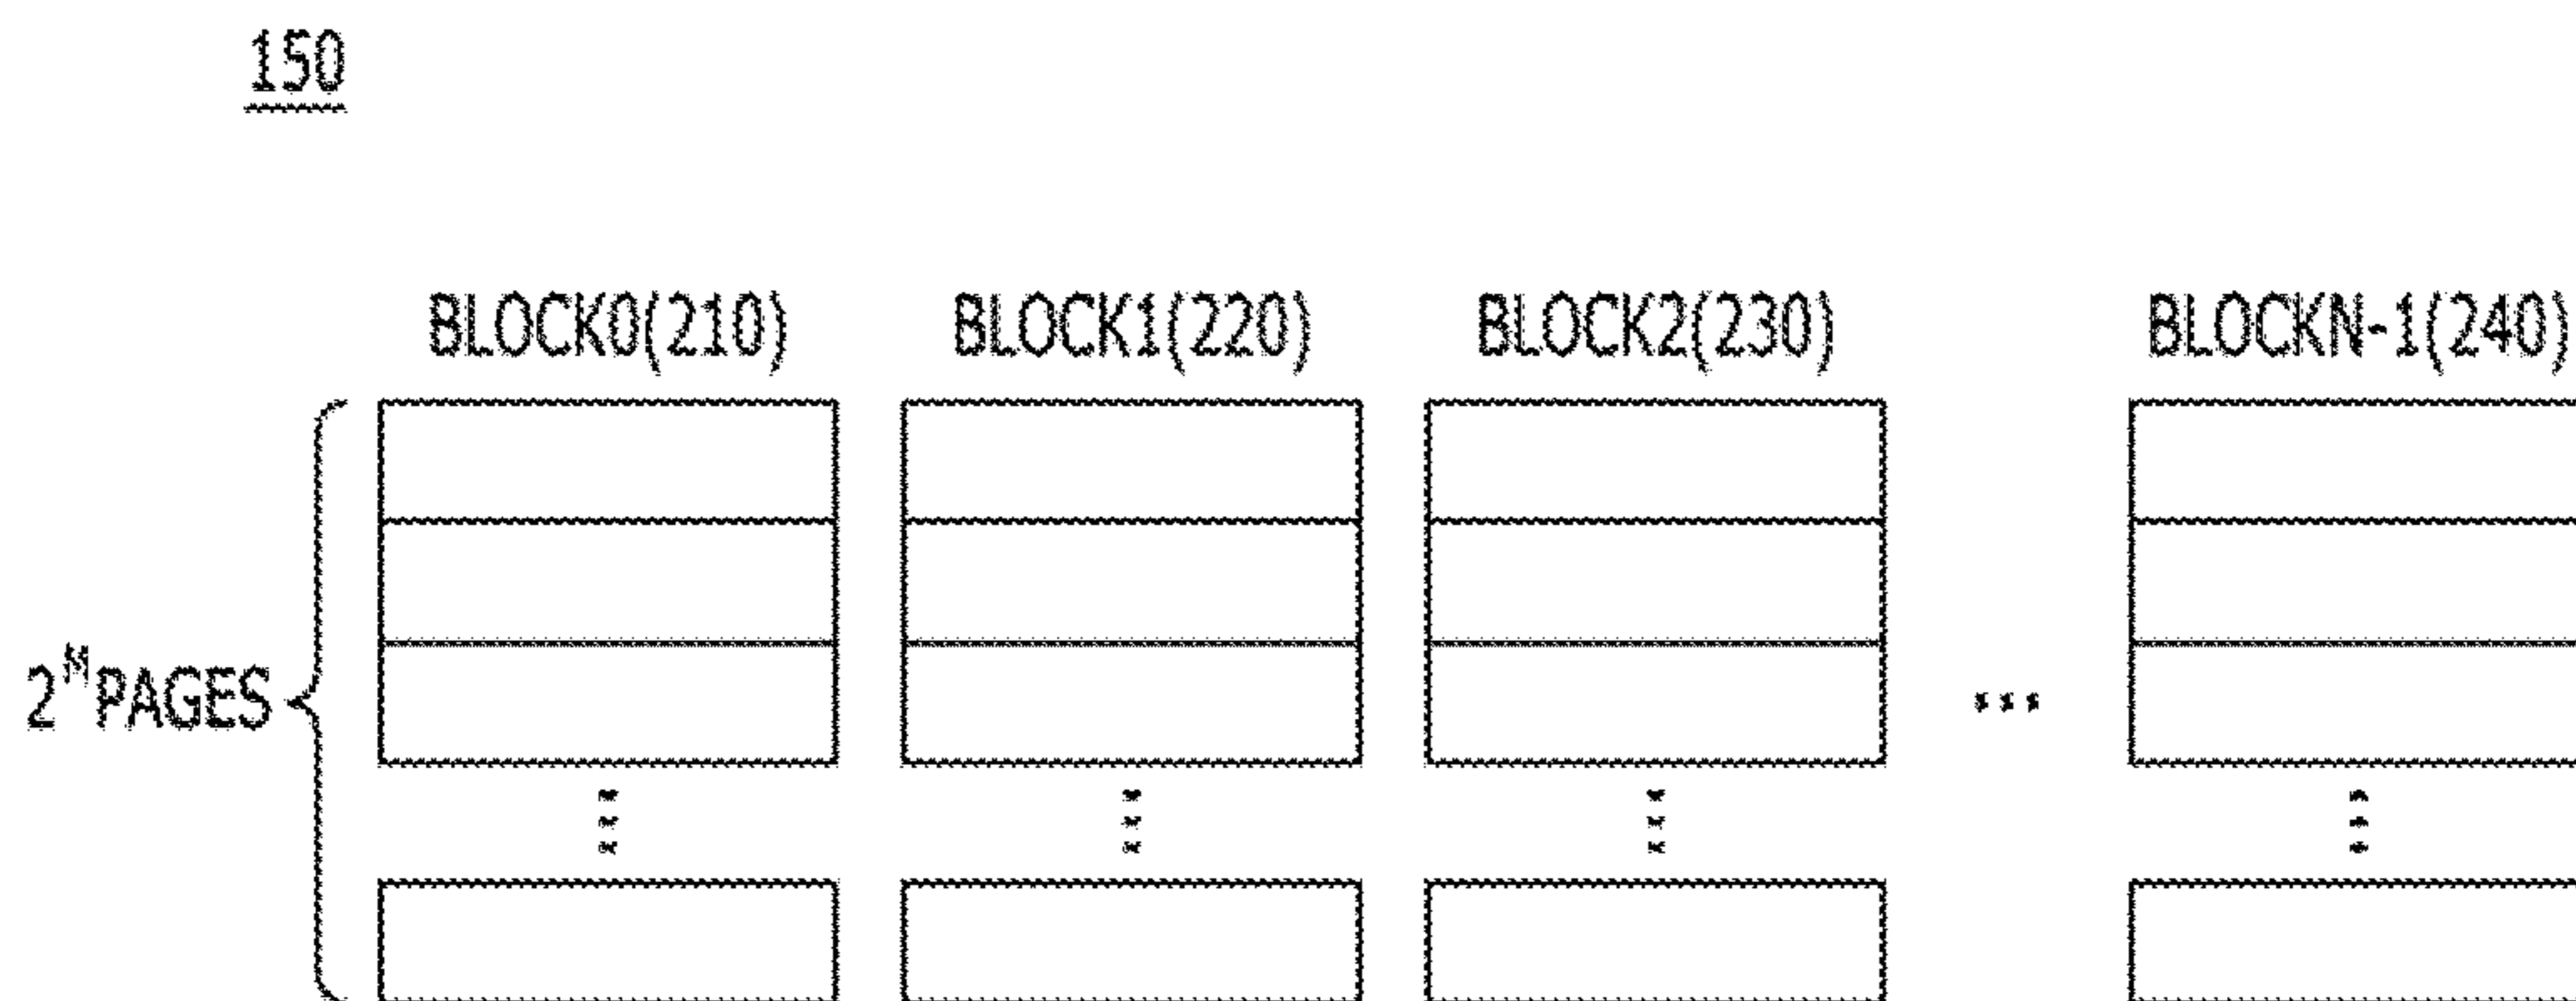 150
BLOCK0(210) BLOCK1(220) BLOCK2(230) BLOCKN-1(240)
2^M PAGES
...